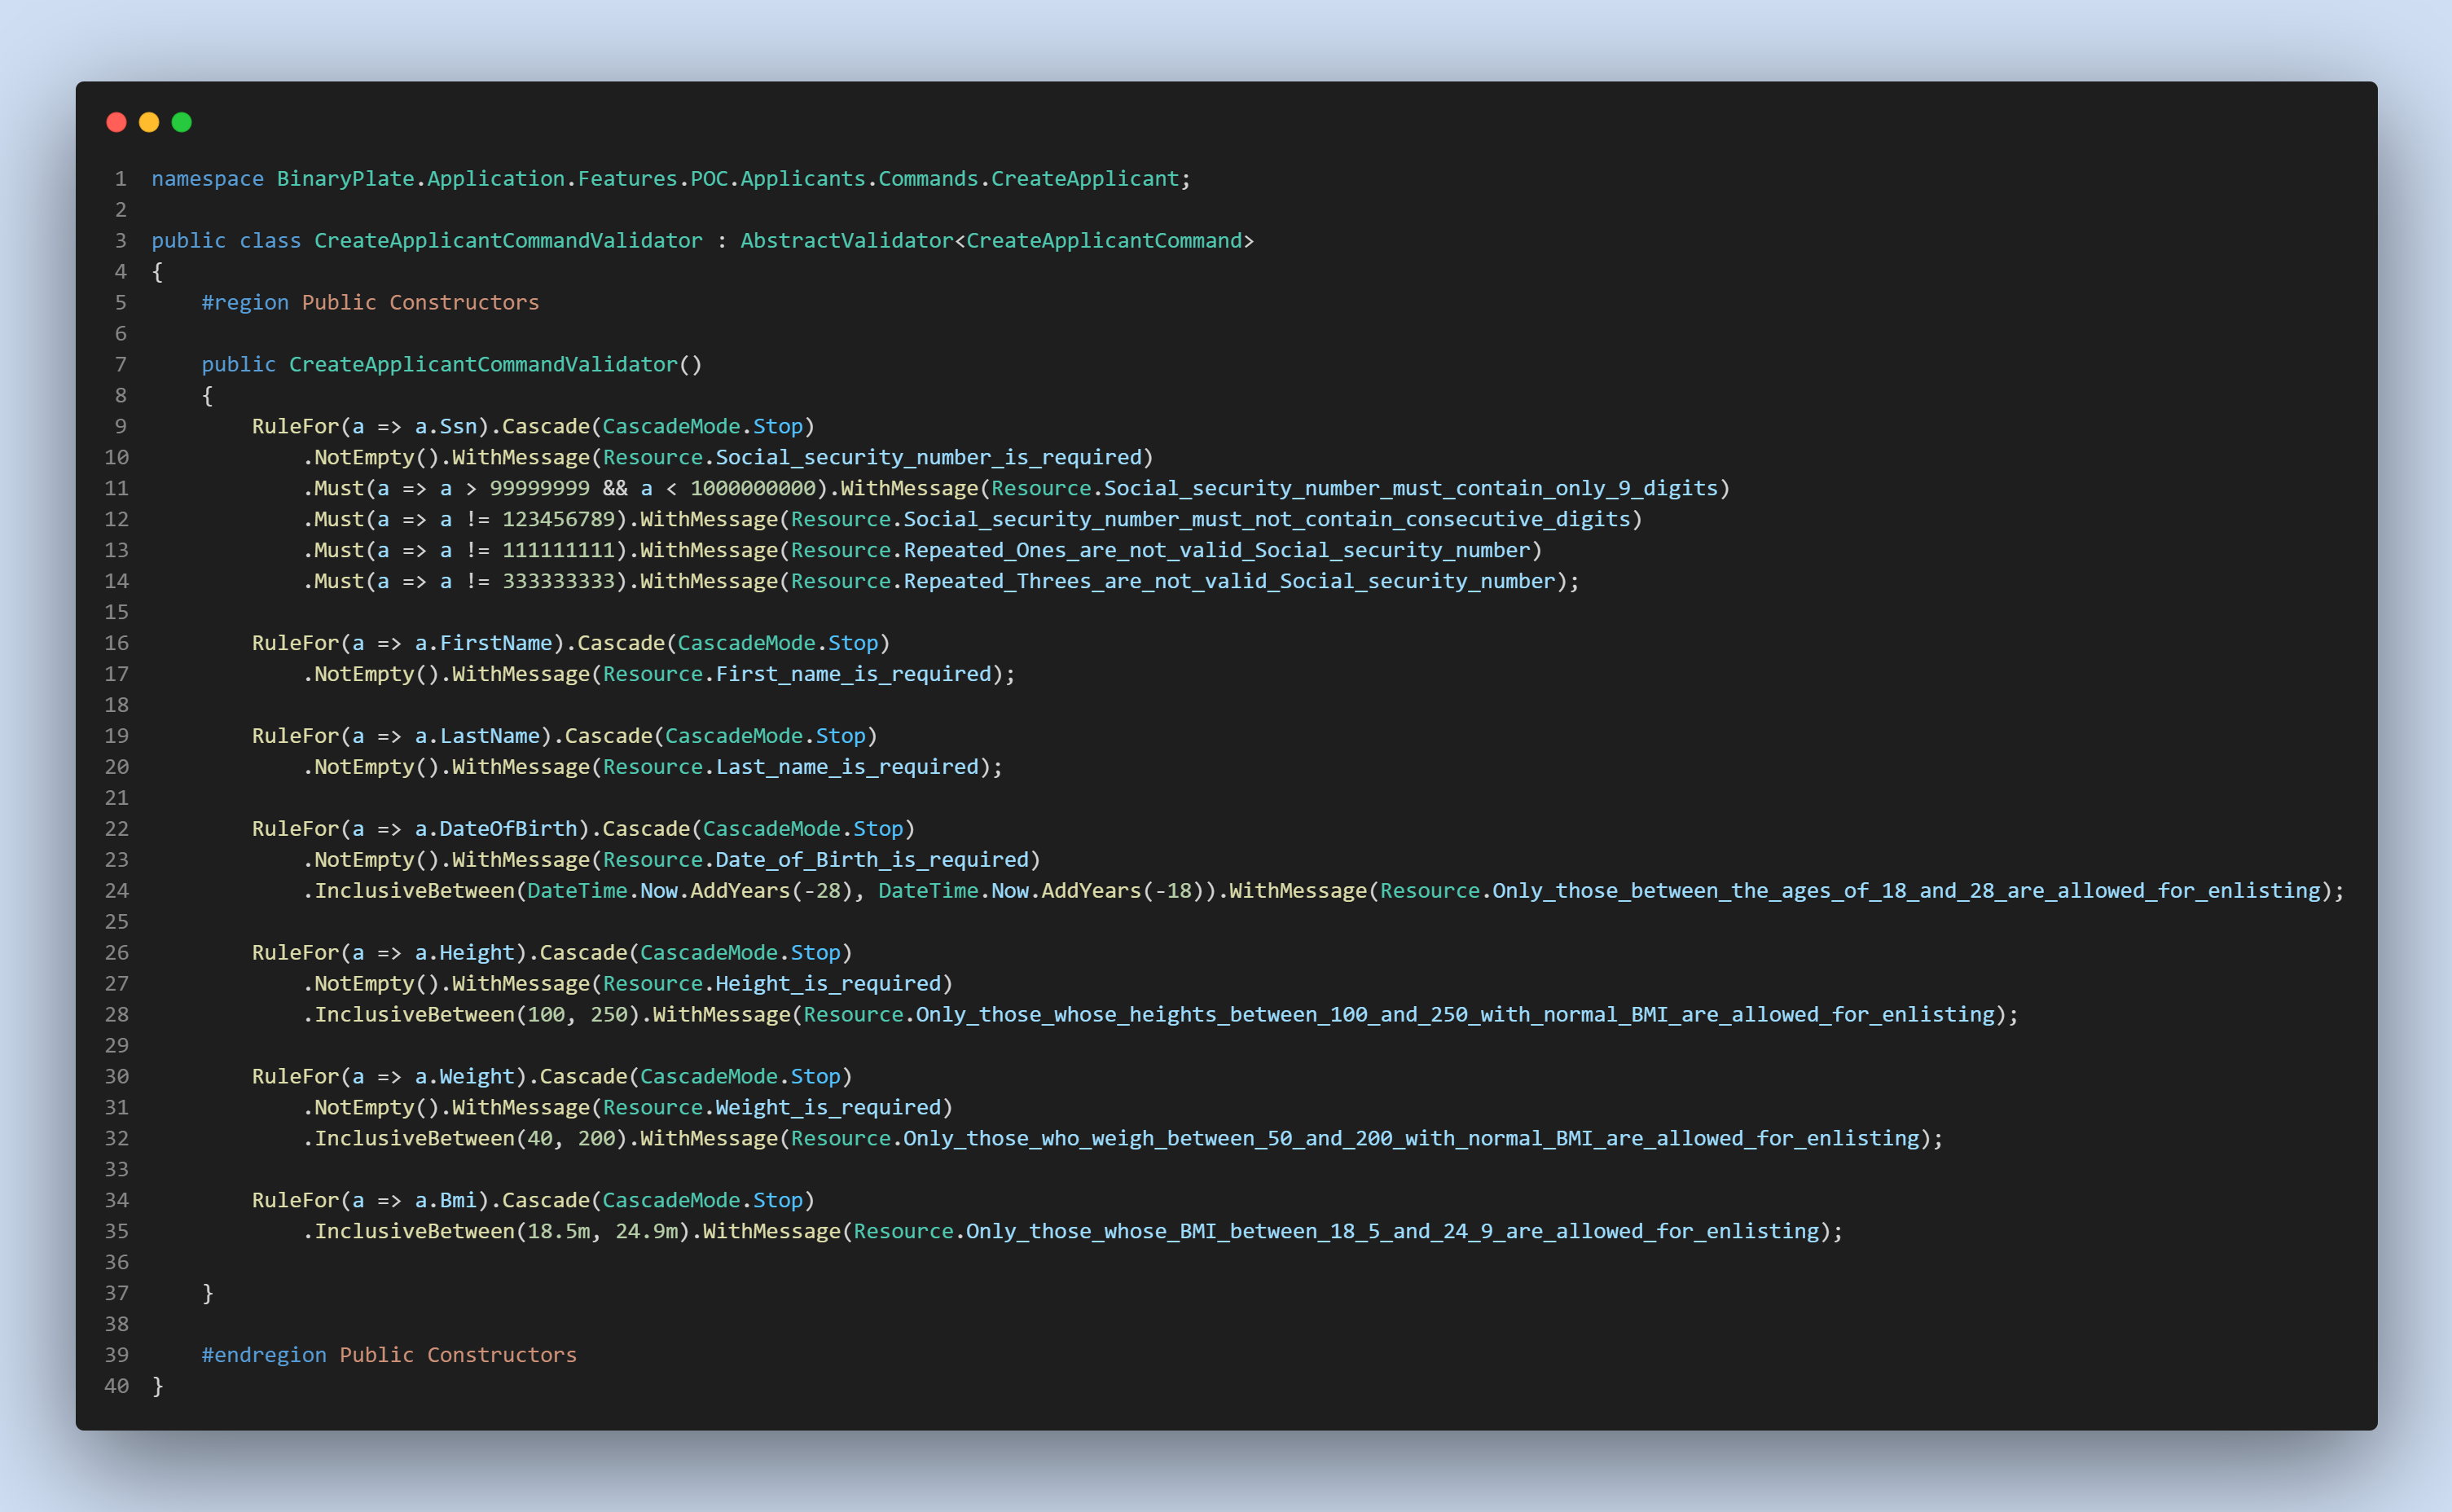 1 namespace BinaryPlate.Application.Features.POC.Applicants.Commands.CreateApplicant;
2
3 public class CreateApplicantCommandValidator : AbstractValidator<CreateApplicantCommand>
4 {
5     #region Public Constructors
6
7     public CreateApplicantCommandValidator()
8     {
9         RuleFor(a => a.Ssn).Cascade(CascadeMode.Stop)
10             .NotEmpty().WithMessage(Resource.Social_security_number_is_required)
11             .Must(a => a > 99999999 && a < 1000000000).WithMessage(Resource.Social_security_number_must_contain_only_9_digits)
12             .Must(a => a != 123456789).WithMessage(Resource.Social_security_number_must_not_contain_consecutive_digits)
13             .Must(a => a != 111111111).WithMessage(Resource.Repeated_Ones_are_not_valid_Social_security_number)
14             .Must(a => a != 333333333).WithMessage(Resource.Repeated_Threes_are_not_valid_Social_security_number);
15
16         RuleFor(a => a.FirstName).Cascade(CascadeMode.Stop)
17             .NotEmpty().WithMessage(Resource.First_name_is_required);
18
19         RuleFor(a => a.LastName).Cascade(CascadeMode.Stop)
20             .NotEmpty().WithMessage(Resource.Last_name_is_required);
21
22         RuleFor(a => a.DateOfBirth).Cascade(CascadeMode.Stop)
23             .NotEmpty().WithMessage(Resource.Date_of_Birth_is_required)
24             .InclusiveBetween(DateTime.Now.AddYears(-28), DateTime.Now.AddYears(-18)).WithMessage(Resource.Only_those_between_the_ages_of_18_and_28_are_allowed_for_enlisting);
25
26         RuleFor(a => a.Height).Cascade(CascadeMode.Stop)
27             .NotEmpty().WithMessage(Resource.Height_is_required)
28             .InclusiveBetween(100, 250).WithMessage(Resource.Only_those_whose_heights_between_100_and_250_with_normal_BMI_are_allowed_for_enlisting);
29
30         RuleFor(a => a.Weight).Cascade(CascadeMode.Stop)
31             .NotEmpty().WithMessage(Resource.Weight_is_required)
32             .InclusiveBetween(40, 200).WithMessage(Resource.Only_those_who_weigh_between_50_and_200_with_normal_BMI_are_allowed_for_enlisting);
33
34         RuleFor(a => a.Bmi).Cascade(CascadeMode.Stop)
35             .InclusiveBetween(18.5m, 24.9m).WithMessage(Resource.Only_those_whose_BMI_between_18_5_and_24_9_are_allowed_for_enlisting);
36
37     }
38
39     #endregion Public Constructors
40 }